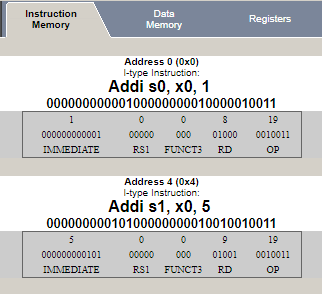 Instruction Memory
Data Memory
Registers
Address 0 (0x0)
I-type Instruction:
Addi s0, x0, 1
00000000000100000000010000010011
1 0 0 8 19
000000000001 00000 000 01000 0010011
IMMEDIATE RS1 FUNCT3 RD OP
Address 4 (0x4)
I-type Instruction:
Addi s1, x0, 5
00000000010100000000010010010011
5 0 0 9 19
000000000101 00000 000 01001 0010011
IMMEDIATE RS1 FUNCT3 RD OP